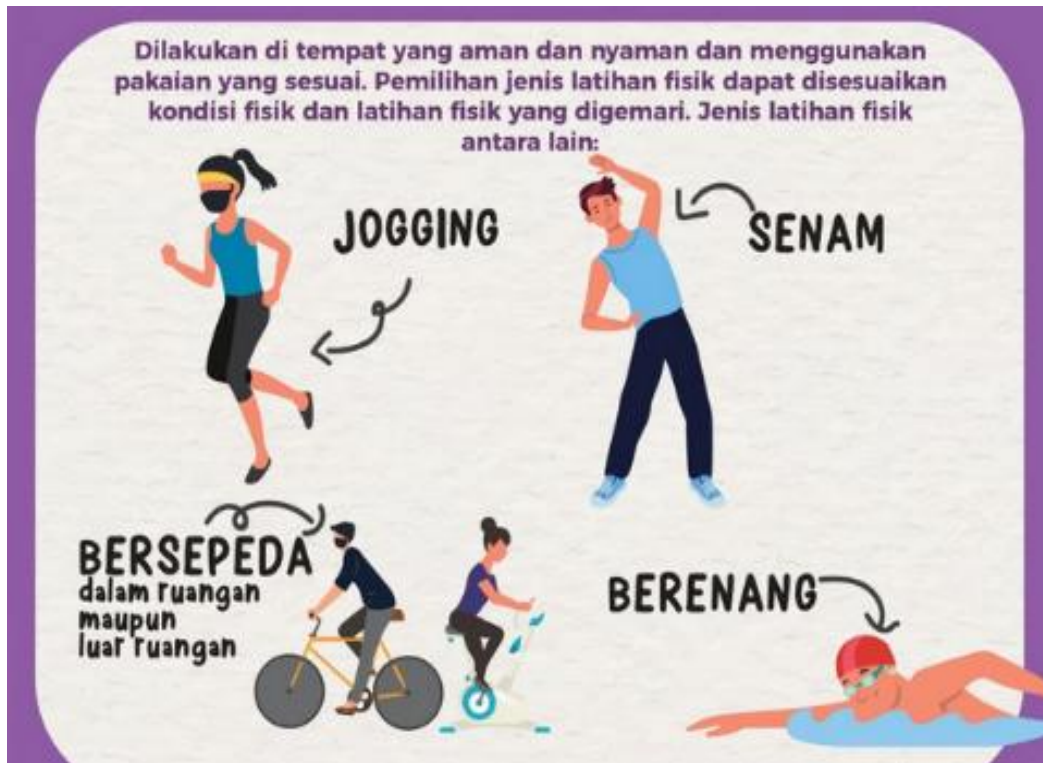 Dilakukan di tempat yang aman dan nyaman dan menggunakan
pakaian yang sesuai. Pemilihan jenis latihan fisik dapat disesuaikan
kondisi fisik dan latihan fisik yang digemari. Jenis latihan fisik
antara lain:
JOGGING
SENAM
BERSEPEDA
dalam ruangan
maupun
luar ruangan
BERENANG